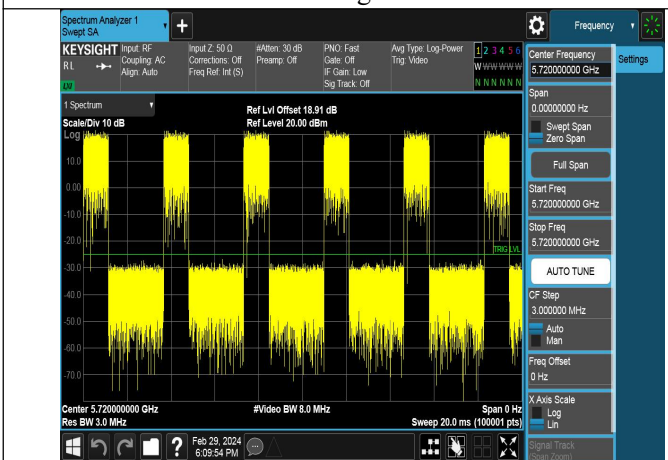 Spectrum Analyzer 1
Swept SA
+
Frequency
KEYSIGHT
RL
Input: RF
Coupling: AC
Align: Auto
Input Z: 50 Ω
Corrections: Off
Freq Ref: Int (S)
#Atten: 30 dB
Preamp: Off
PNO: Fast
Gate: Off
IF Gain: Low
Sig Track: Off
Avg Type: Log-Power
Trig: Video
1 2 3 4 5 6
W W W W W W
N N N N N N
Settings
LXI
1 Spectrum
Scale/Div 10 dB
Ref Lvl Offset 18.91 dB
Ref Level 20.00 dBm
Log
10.0
0.00
-10.0
-20.0
-30.0
-40.0
-50.0
-60.0
-70.0
TRIG LVL
Center 5.720000000 GHz
Res BW 3.0 MHz
#Video BW 8.0 MHz
Span 0 Hz
Sweep 20.0 ms (100001 pts)
Center Frequency
5.720000000 GHz
Span
0.00000000 Hz
Swept Span
Zero Span
Full Span
Start Freq
5.720000000 GHz
Stop Freq
5.720000000 GHz
AUTO TUNE
CF Step
3.000000 MHz
Auto
Man
Freq Offset
0 Hz
X Axis Scale
Log
Lin
Signal Track
(Span Zoom)
?
Feb 29, 2024
6:09:54 PM